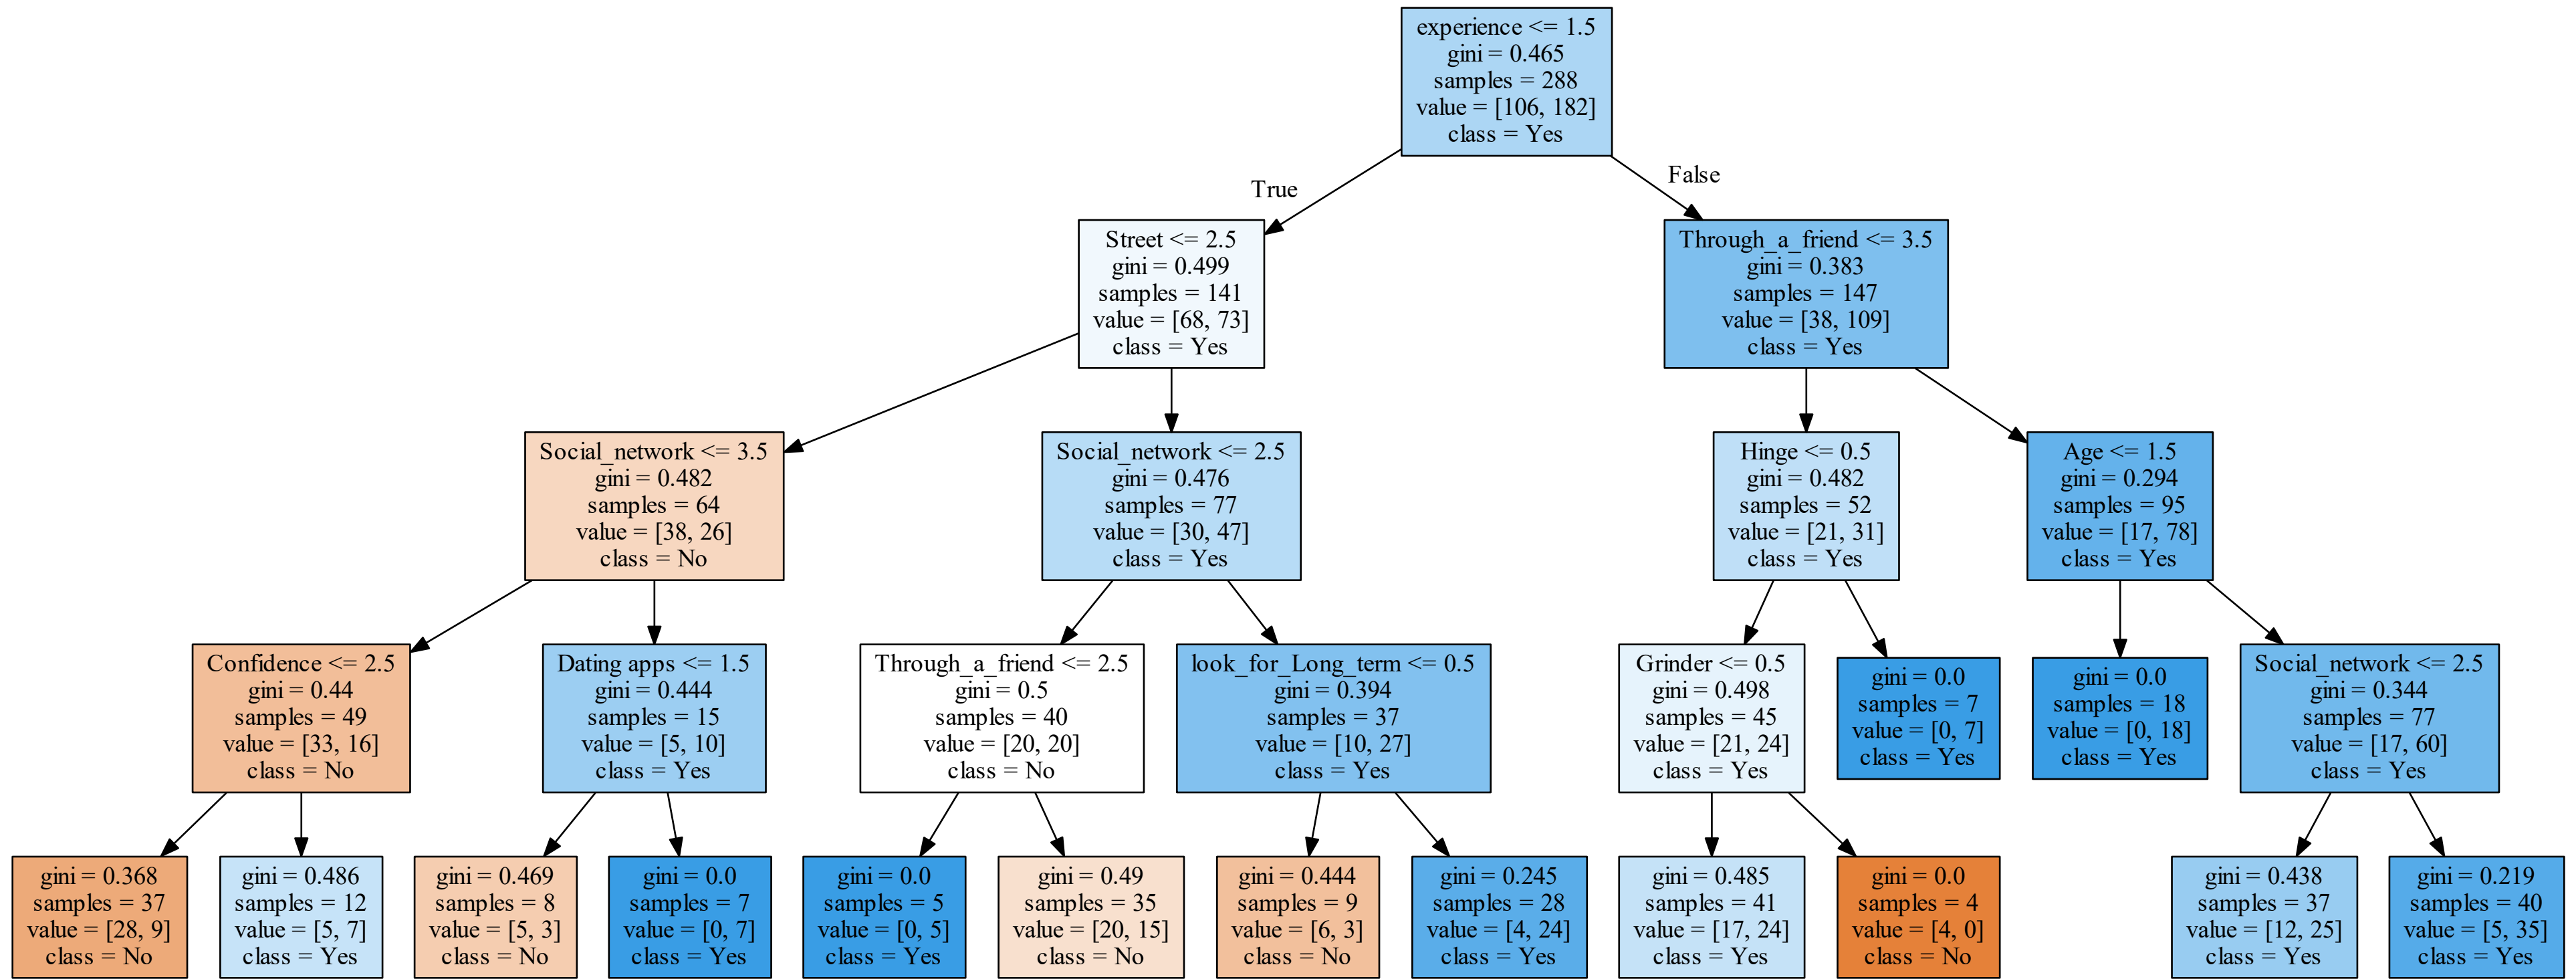 experience <= 1.5
gini = 0.465
samples = 288
value = [106, 182]
class = Yes
True
False
Street <= 2.5
gini = 0.499
samples = 141
value = [68, 73]
class = Yes
Through_a_friend <= 3.5
gini = 0.383
samples = 147
value = [38, 109]
class = Yes
Social_network <= 3.5
gini = 0.482
samples = 64
value = [38, 26]
class = No
Social_network <= 2.5
gini = 0.476
samples = 77
value = [30, 47]
class = Yes
Hinge <= 0.5
gini = 0.482
samples = 52
value = [21, 31]
class = Yes
Age <= 1.5
gini = 0.294
samples = 95
value = [17, 78]
class = Yes
Confidence <= 2.5
gini = 0.44
samples = 49
value = [33, 16]
class = No
Dating apps <= 1.5
gini = 0.444
samples = 15
value = [5, 10]
class = Yes
Through_a_friend <= 2.5
gini = 0.5
samples = 40
value = [20, 20]
class = No
look_for_Long_term <= 0.5
gini = 0.394
samples = 37
value = [10, 27]
class = Yes
Grinder <= 0.5
gini = 0.498
samples = 45
value = [21, 24]
class = Yes
gini = 0.0
samples = 7
value = [0, 7]
class = Yes
gini = 0.0
samples = 18
value = [0, 18]
class = Yes
Social_network <= 2.5
gini = 0.344
samples = 77
value = [17, 60]
class = Yes
gini = 0.368
samples = 37
value = [28, 9]
class = No
gini = 0.486
samples = 12
value = [5, 7]
class = Yes
gini = 0.469
samples = 8
value = [5, 3]
class = No
gini = 0.0
samples = 7
value = [0, 7]
class = Yes
gini = 0.0
samples = 5
value = [0, 5]
class = Yes
gini = 0.49
samples = 35
value = [20, 15]
class = No
gini = 0.444
samples = 9
value = [6, 3]
class = No
gini = 0.245
samples = 28
value = [4, 24]
class = Yes
gini = 0.485
samples = 41
value = [17, 24]
class = Yes
gini = 0.0
samples = 4
value = [4, 0]
class = No
gini = 0.438
samples = 37
value = [12, 25]
class = Yes
gini = 0.219
samples = 40
value = [5, 35]
class = Yes